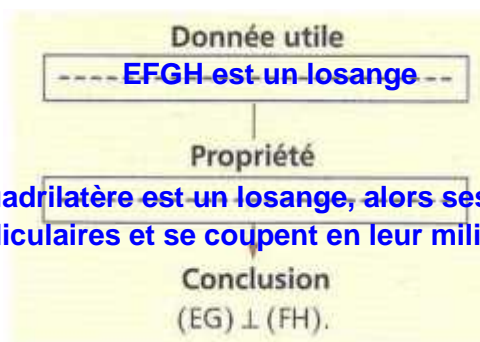 Donnée utile
EFGH est un losange
Propriété
adrilatère est un losange, alors ses
diculaires et se coupent en leur mili
Conclusion
(EG) ⊥ (FH).